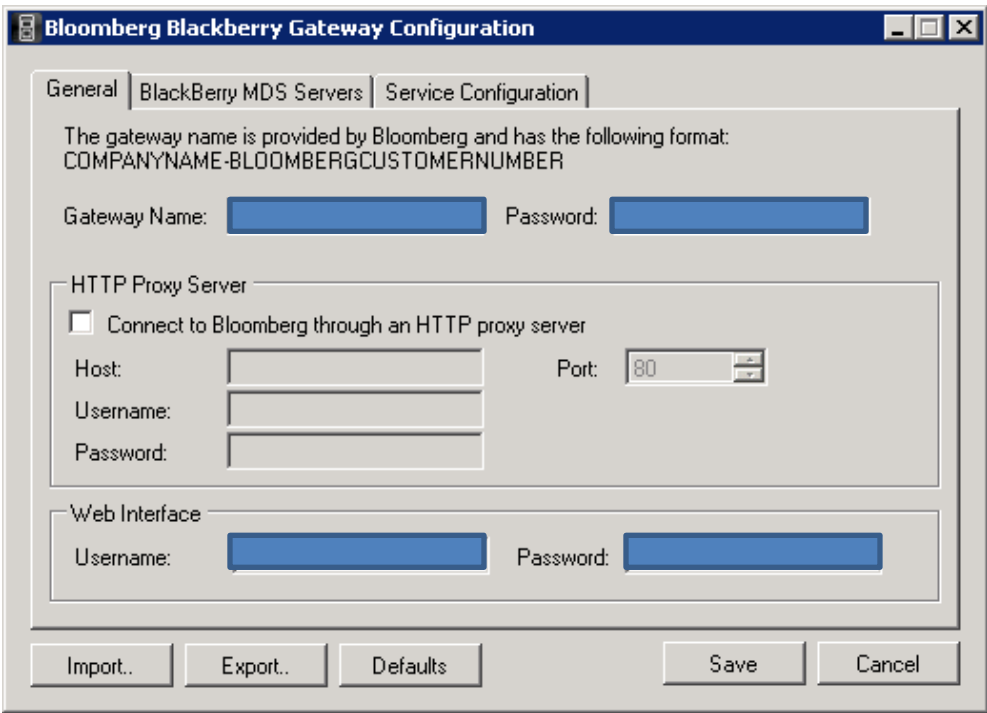 Bloomberg Blackberry Gateway Configuration
General BlackBerry MDS Servers Service Configuration
The gateway name is provided by Bloomberg and has the following format:
COMPANYNAME-BLOOMBERGCUSTOMERNUMBER
Gateway Name: Password:
HTTP Proxy Server
Connect to Bloomberg through an HTTP proxy server
Host: Port: 80
Username:
Password:
Web Interface
Username: Password:
Import.. Export.. Defaults Save Cancel